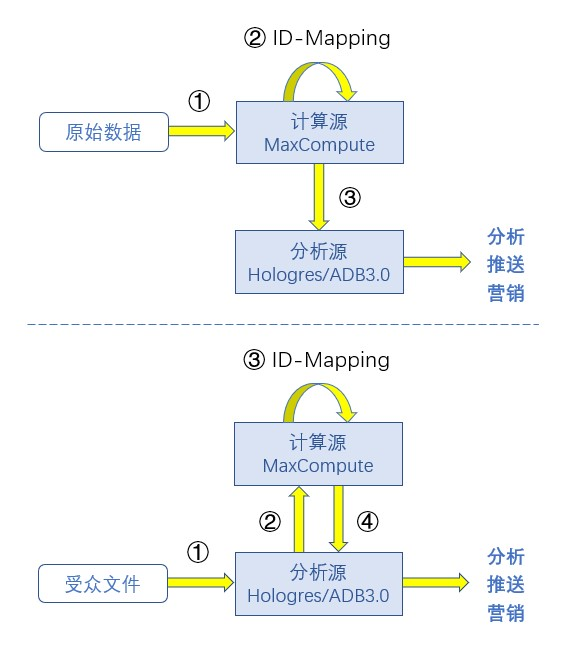 ② ID-Mapping
①
原始数据
计算源
MaxCompute
③
分析源
Hologres/ADB3.0
分析
推送
营销
③ ID-Mapping
计算源
MaxCompute
②
④
①
受众文件
分析源
Hologres/ADB3.0
分析
推送
营销